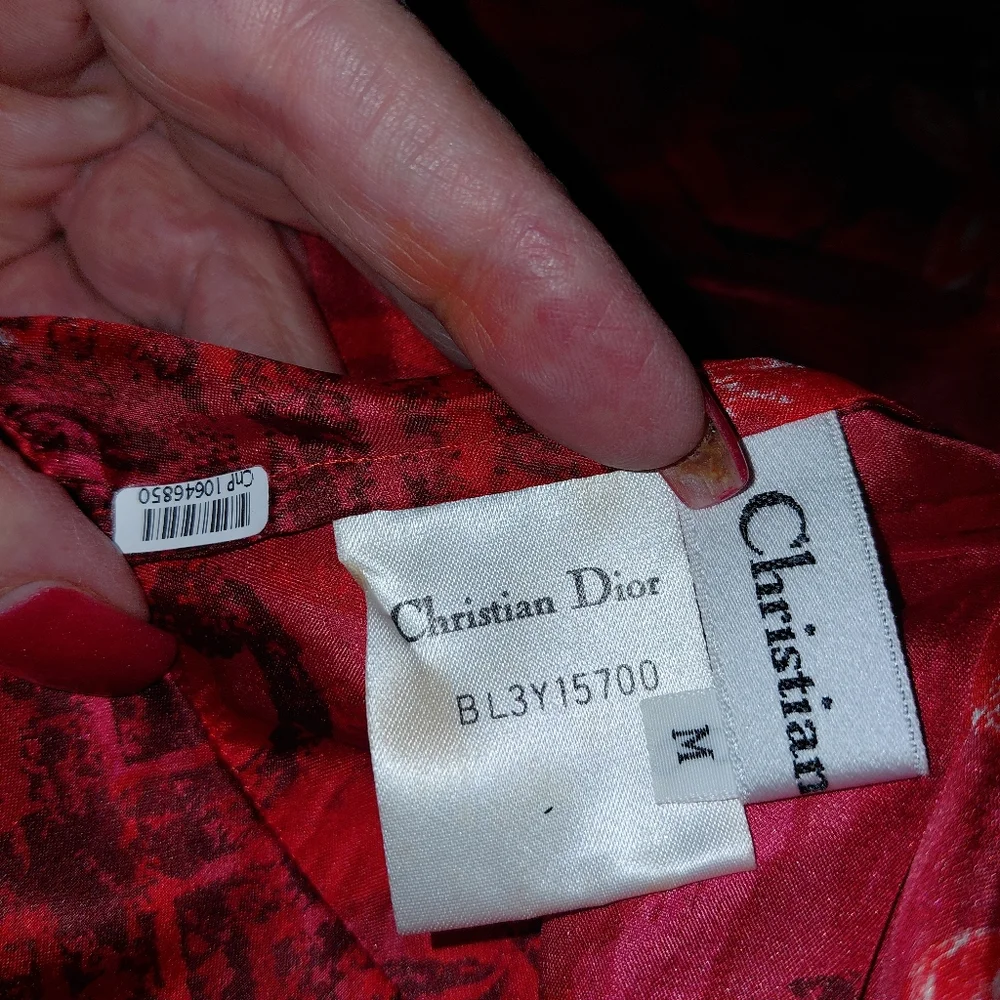 CnP 10646850
Christian Dior
BL3Y15700
M
Christian